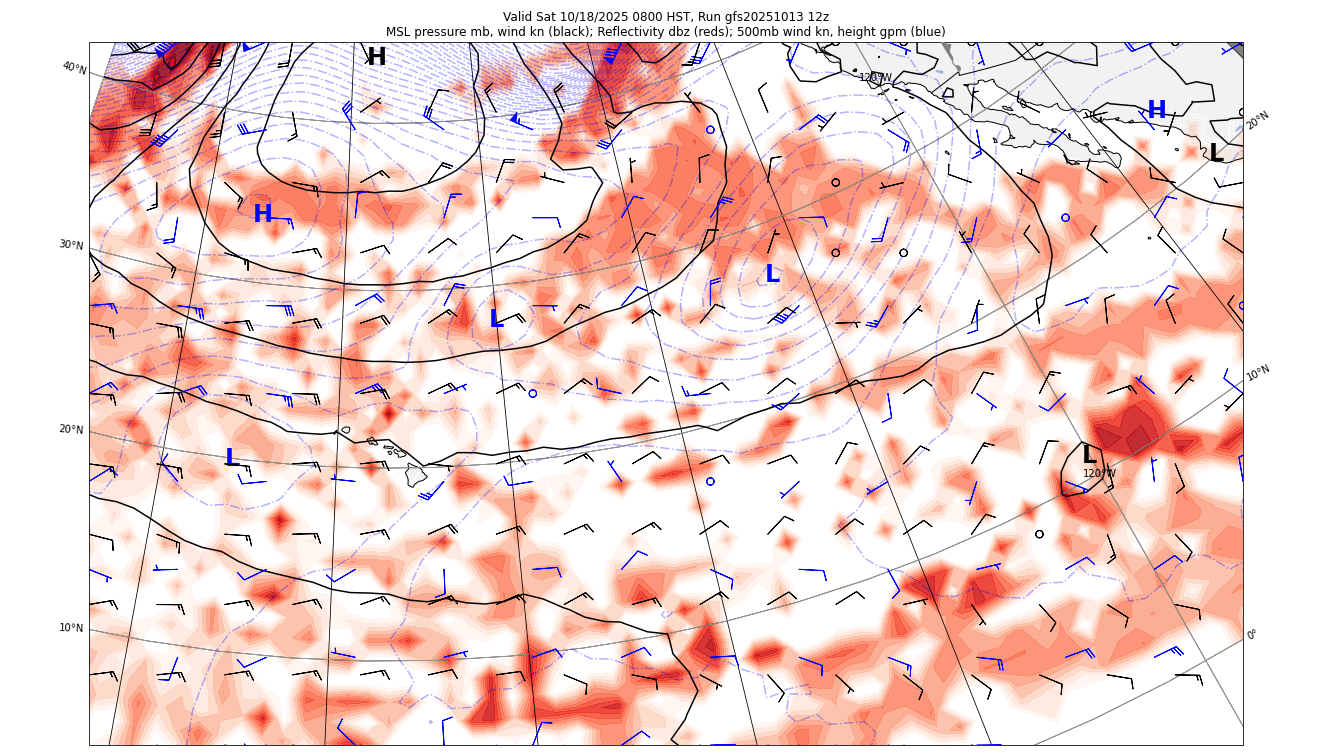 Valid Sat 10/18/2025 0800 HST, Run gfs20251013 12z
MSL pressure mb, wind kn (black); Reflectivity dbz (reds); 500mb wind kn, height gpm (blue)
H
40°N
120°W
H
20°N
L
H
30°N
L
L
10°N
20°N
L
L
120°W
10°N
0°